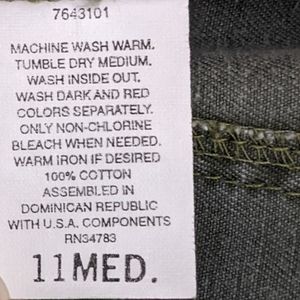 7643101
MACHINE WASH WARM.
TUMBLE DRY MEDIUM.
WASH INSIDE OUT.
WASH DARK AND RED
COLORS SEPARATELY.
ONLY NON-CHLORINE
BLEACH WHEN NEEDED.
WARM IRON IF DESIRED
100% COTTON
ASSEMBLED IN
DOMINICAN REPUBLIC
WITH U.S.A. COMPONENTS
RN34783
11MED.